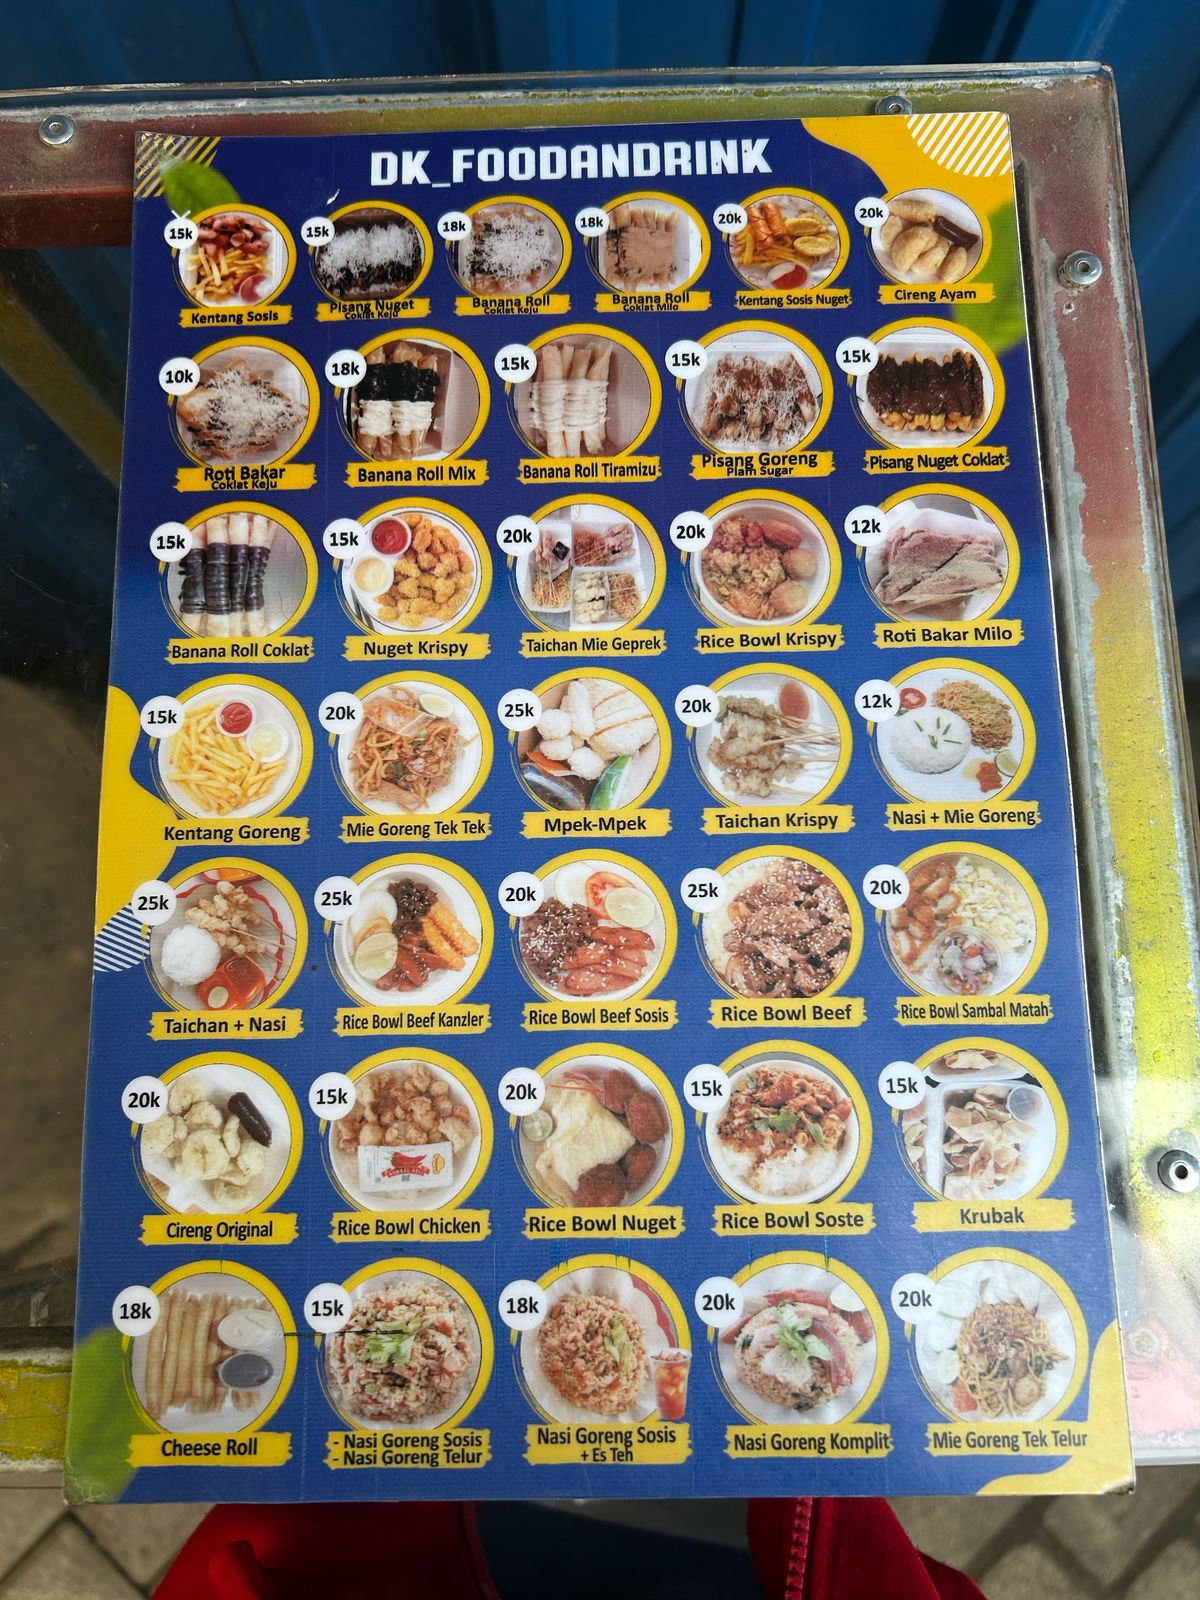 DK_FOODANDRINK
15k
15k
18k
18k
20k
20k
Kentang Sosis
Pisang Nuget
Coklat Keju
Banana Roll
Coklat Keju
Banana Roll
Coklat Milo
Kentang Sosis Nuget
Cireng Ayam
10k
18k
15k
15k
15k
Roti Bakar
Coklat Keju
Banana Roll Mix
Banana Roll Tiramizu
Pisang Goreng
Plam Sugar
Pisang Nuget Coklat
15k
15k
20k
20k
12k
Banana Roll Coklat
Nuget Krispy
Taichan Mie Geprek
Rice Bowl Krispy
Roti Bakar Milo
15k
20k
25k
20k
12k
Kentang Goreng
Mie Goreng Tek Tek
Mpek-Mpek
Taichan Krispy
Nasi + Mie Goreng
25k
25k
20k
25k
20k
Taichan + Nasi
Rice Bowl Beef Kanzler
Rice Bowl Beef Sosis
Rice Bowl Beef
Rice Bowl Sambal Matah
20k
15k
20k
15k
15k
Cireng Original
Rice Bowl Chicken
Rice Bowl Nuget
Rice Bowl Soste
Krubak
18k
15k
18k
20k
20k
Cheese Roll
- Nasi Goreng Sosis
- Nasi Goreng Telur
Nasi Goreng Sosis
+ Es Teh
Nasi Goreng Komplit
Mie Goreng Tek Telur